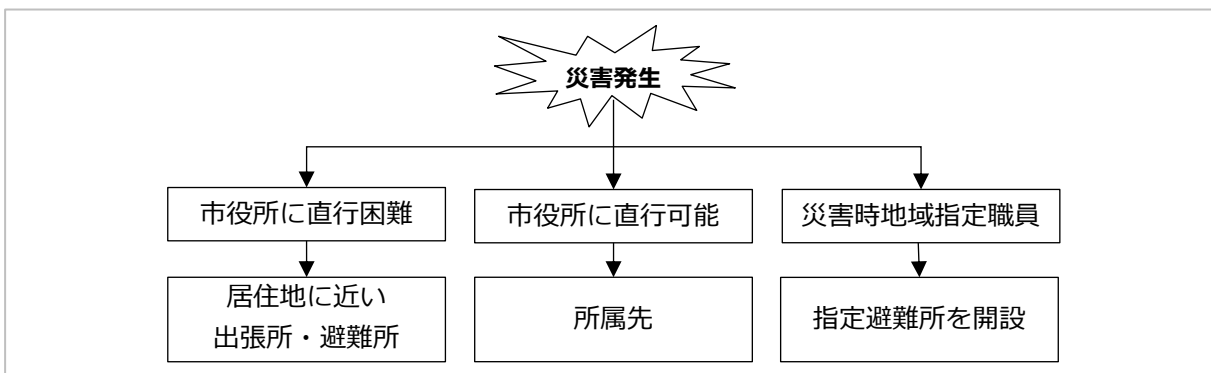 災害発生
市役所に直行困難
市役所に直行可能
災害時地域指定職員
居住地に近い
出張所・避難所
所属先
指定避難所を開設